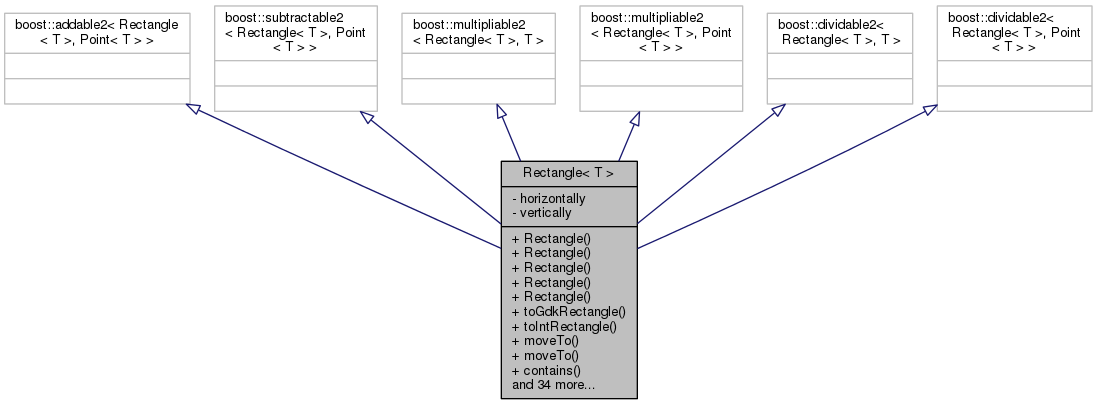 boost::addable2< Rectangle
< T >, Point< T > >
boost::subtractable2
< Rectangle< T >, Point
< T > >
boost::multipliable2
< Rectangle< T >, T >
boost::multipliable2
< Rectangle< T >, Point
< T > >
boost::dividable2<
Rectangle< T >, T >
boost::dividable2<
Rectangle< T >, Point
< T > >
Rectangle< T >
- horizontally
- vertically
+ Rectangle()
+ Rectangle()
+ Rectangle()
+ Rectangle()
+ Rectangle()
+ toGdkRectangle()
+ toIntRectangle()
+ moveTo()
+ moveTo()
+ contains()
and 34 more...